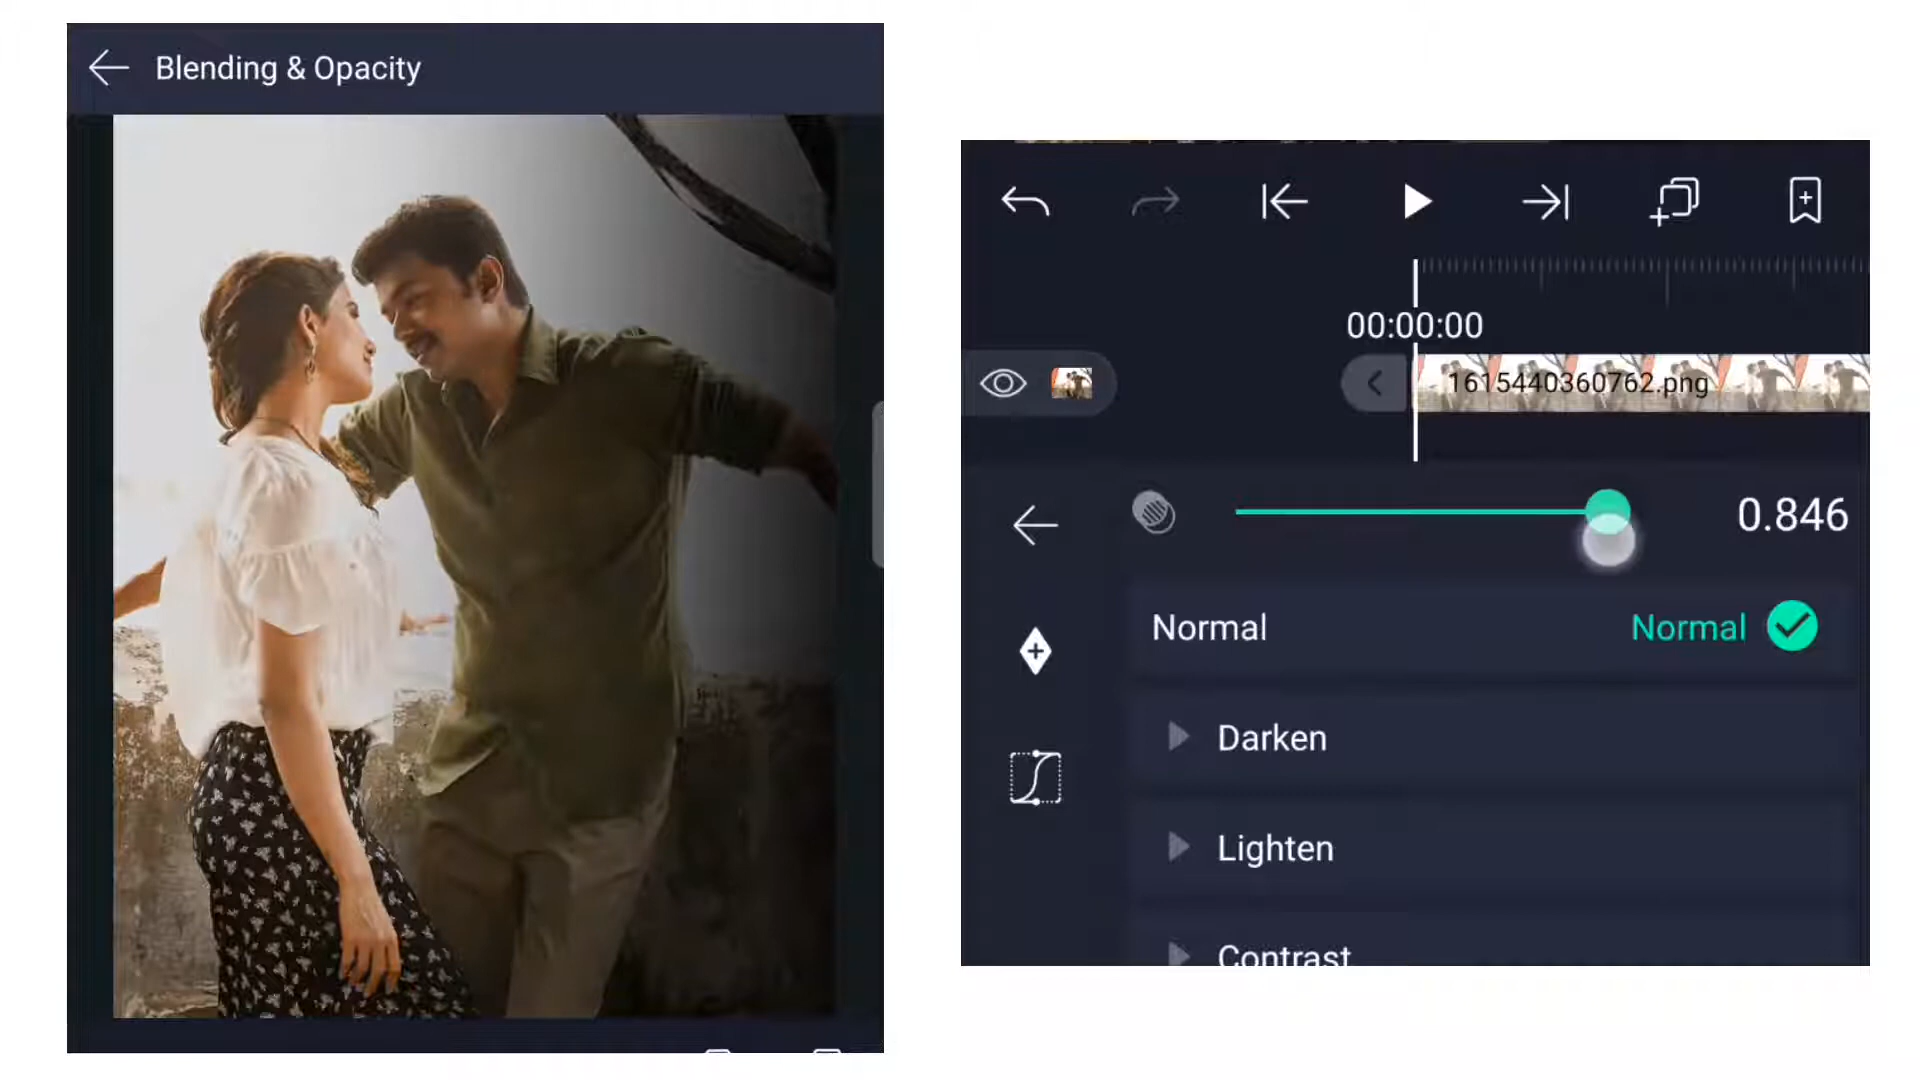 Blending & Opacity
00:00:00
1615440360762.png
0.846
Normal
Normal
Darken
Lighten
Contrast